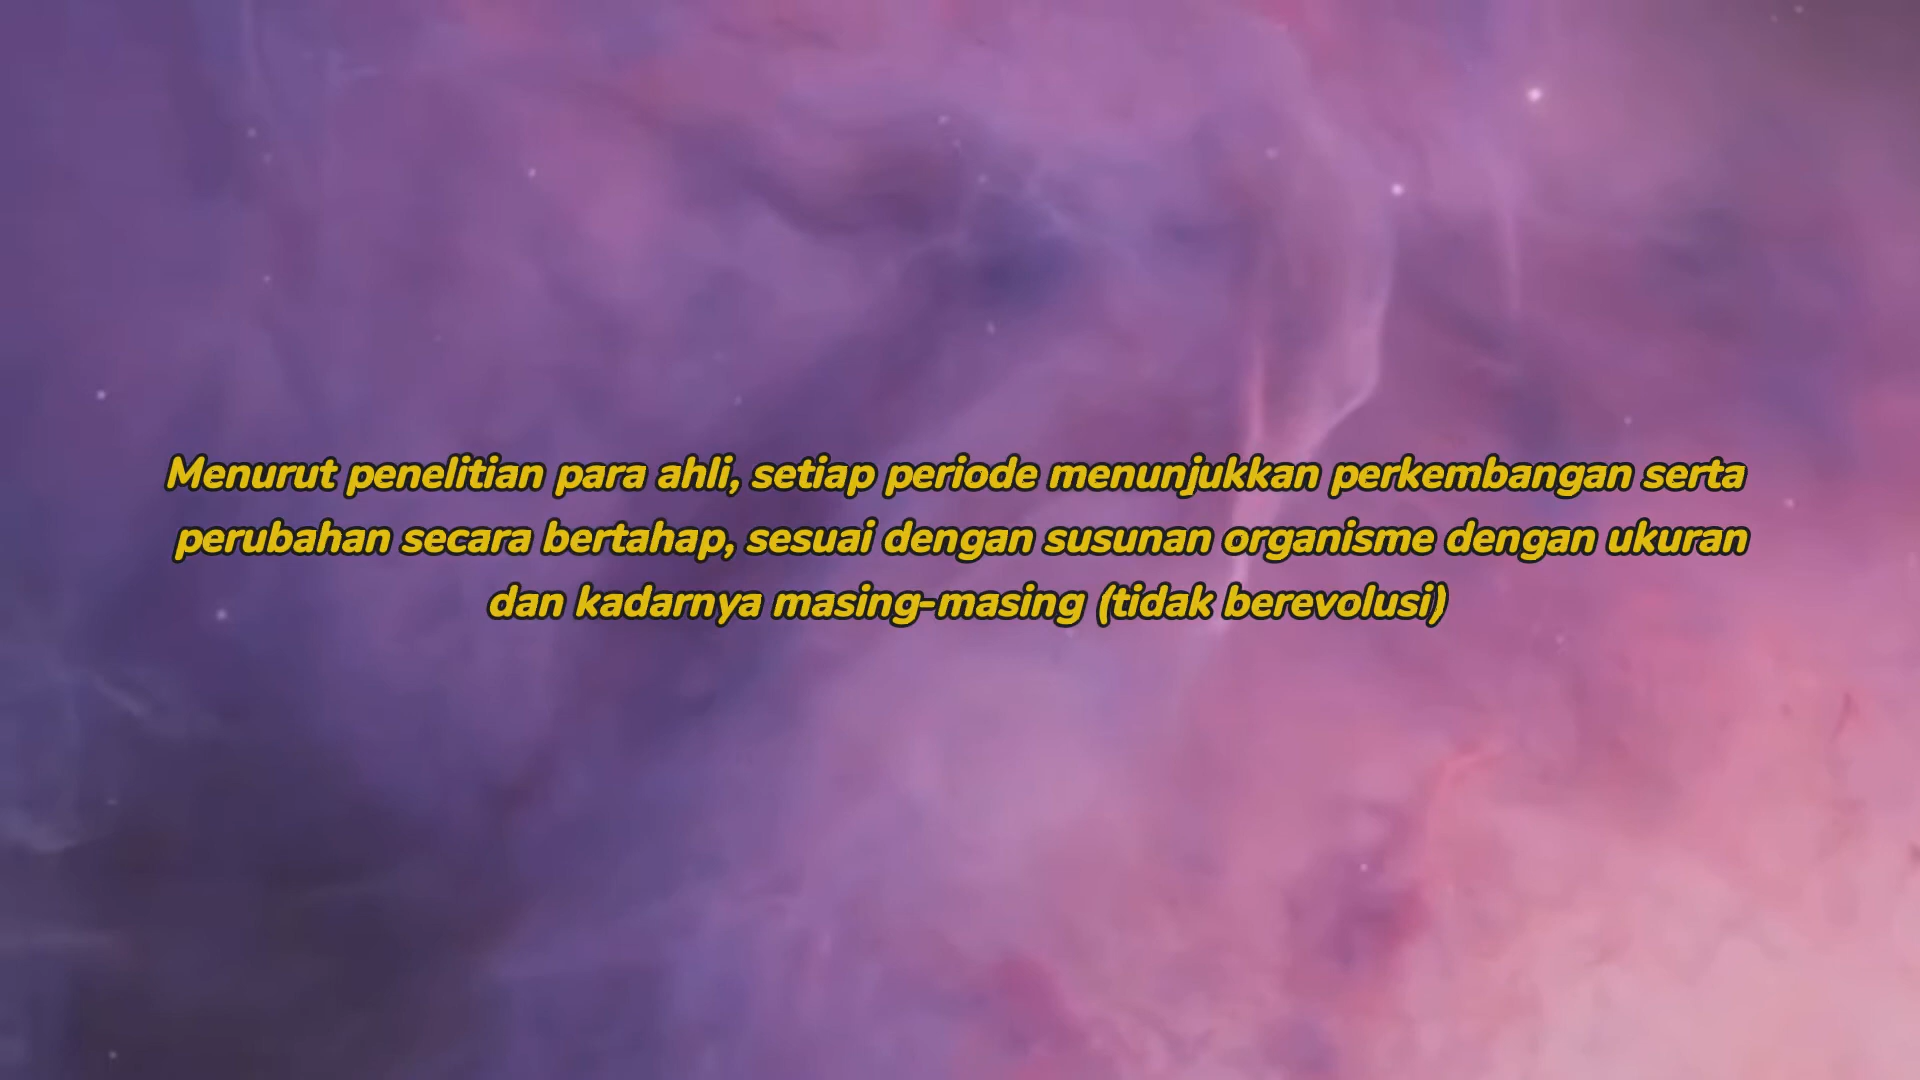 Menurut penelitian para ahli, setiap periode menunjukkan perkembangan serta
perubahan secara bertahap, sesuai dengan susunan organisme dengan ukuran
dan kadarnya masing-masing (tidak berevolusi)